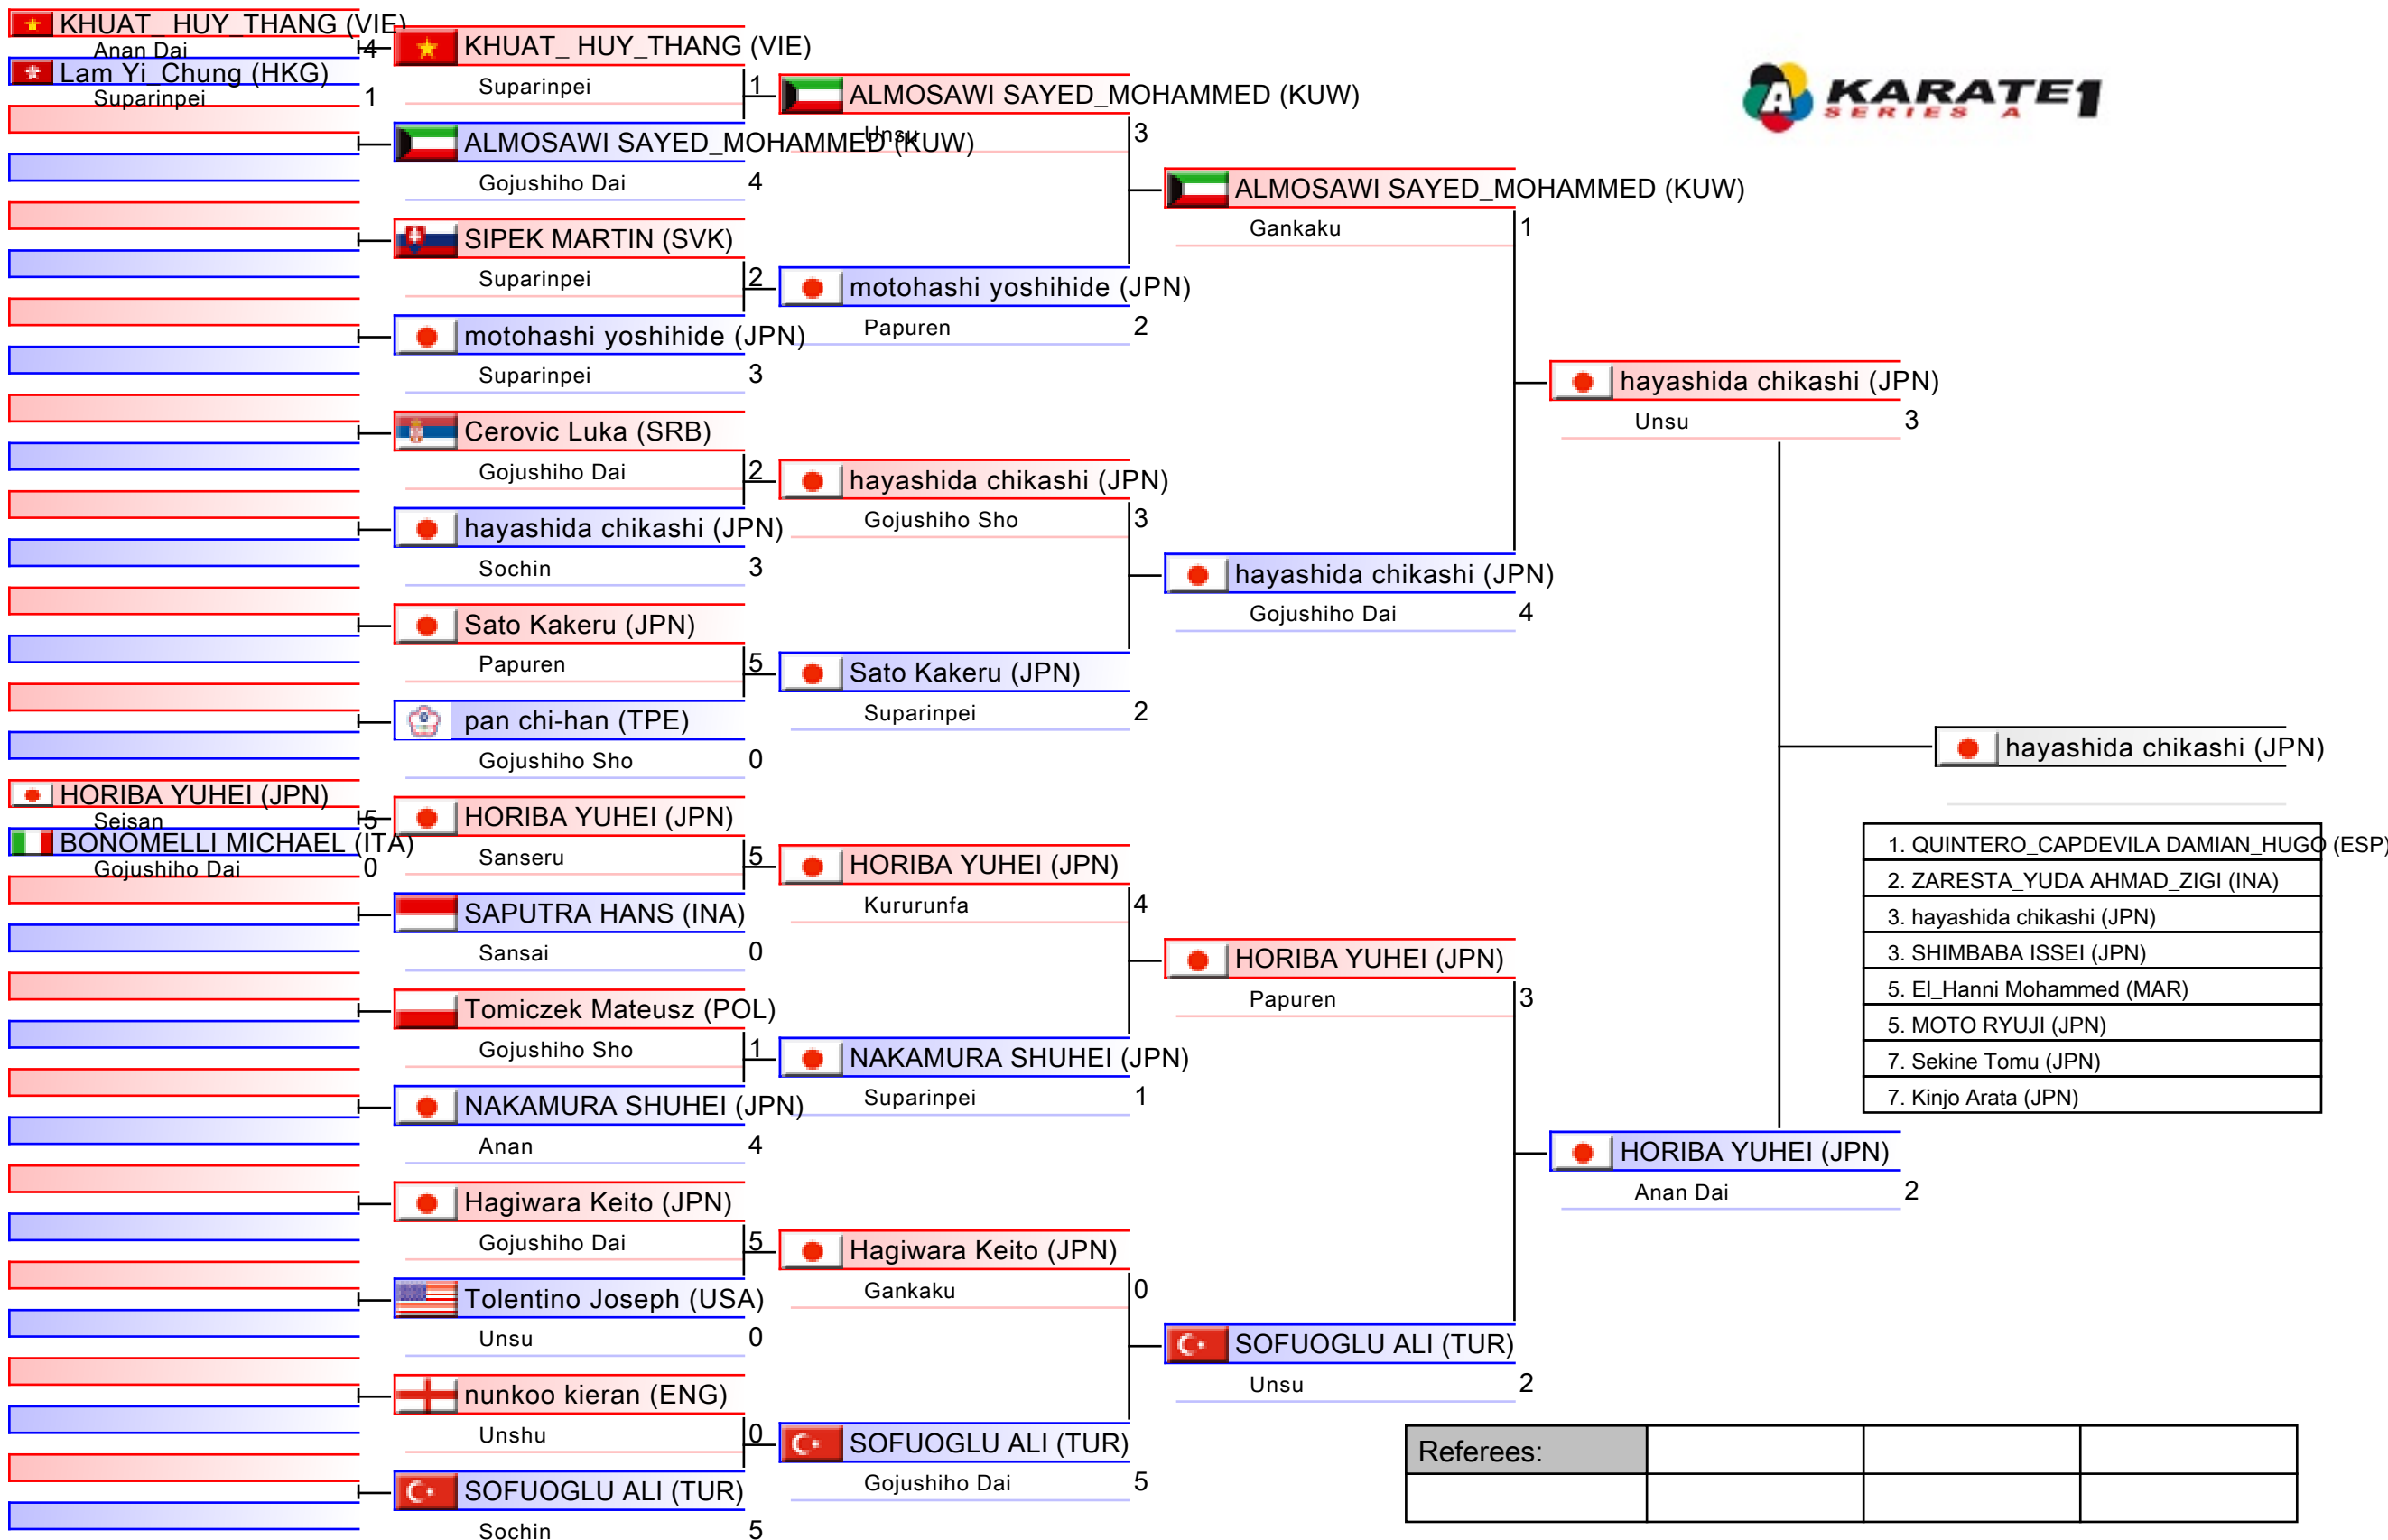 KHUAT_ HUY_THANG (VIE)
Anan Dai 4
Lam Yi_Chung (HKG)
Suparinpei 1
HORIBA YUHEI (JPN)
Seisan 5
BONOMELLI MICHAEL (ITA)
Gojushiho Dai 0
KHUAT_ HUY_THANG (VIE)
Suparinpei 1
ALMOSAWI SAYED_MOHAMMED (KUW)
Gojushiho Dai 4
SIPEK MARTIN (SVK)
Suparinpei 2
motohashi yoshihide (JPN)
Suparinpei 3
Cerovic Luka (SRB)
Gojushiho Dai 2
hayashida chikashi (JPN)
Sochin 3
Sato Kakeru (JPN)
Papuren 5
pan chi-han (TPE)
Gojushiho Sho 0
HORIBA YUHEI (JPN)
Sanseru 5
SAPUTRA HANS (INA)
Sansai 0
Tomiczek Mateusz (POL)
Gojushiho Sho 1
NAKAMURA SHUHEI (JPN)
Anan 4
Hagiwara Keito (JPN)
Gojushiho Dai 5
Tolentino Joseph (USA)
Unsu 0
nunkoo kieran (ENG)
Unshu 0
SOFUOGLU ALI (TUR)
Sochin 5
ALMOSAWI SAYED_MOHAMMED (KUW)
Unsu 3
motohashi yoshihide (JPN)
Papuren 2
hayashida chikashi (JPN)
Gojushiho Sho 3
Sato Kakeru (JPN)
Suparinpei 2
HORIBA YUHEI (JPN)
Kururunfa 4
NAKAMURA SHUHEI (JPN)
Suparinpei 1
Hagiwara Keito (JPN)
Gankaku 0
SOFUOGLU ALI (TUR)
Gojushiho Dai 5
ALMOSAWI SAYED_MOHAMMED (KUW)
Gankaku 1
hayashida chikashi (JPN)
Gojushiho Dai 4
HORIBA YUHEI (JPN)
Papuren 3
SOFUOGLU ALI (TUR)
Unsu 2
hayashida chikashi (JPN)
Unsu 3
HORIBA YUHEI (JPN)
Anan Dai 2
A KARATE1
SERIES A
hayashida chikashi (JPN)
1. QUINTERO_CAPDEVILA DAMIAN_HUGO (ESP)
2. ZARESTA_YUDA AHMAD_ZIGI (INA)
3. hayashida chikashi (JPN)
3. SHIMBABA ISSEI (JPN)
5. El_Hanni Mohammed (MAR)
5. MOTO RYUJI (JPN)
7. Sekine Tomu (JPN)
7. Kinjo Arata (JPN)
Referees: